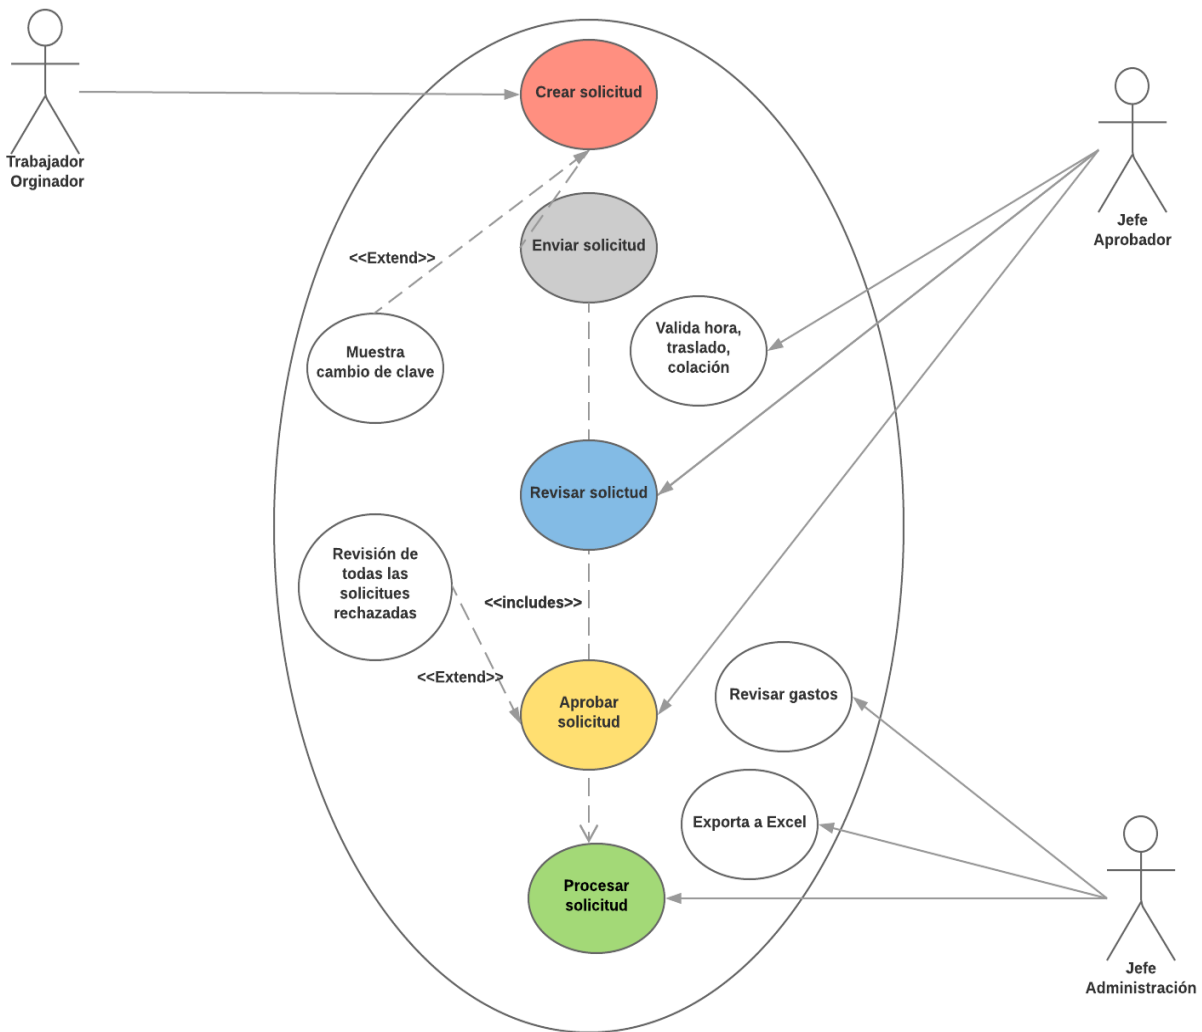 Crear solicitud
Trabajador
Orginador
Jefe
Aprobador
Enviar solicitud
<<Extend>>
Muestra
cambio de clave
Valida hora,
traslado,
colación
Revisar solictud
Revisión de
todas las
solicitues
rechazadas
<<includes>>
<<Extend>>
Aprobar
solicitud
Revisar gastos
Exporta a Excel
Procesar
solicitud
Jefe
Administración